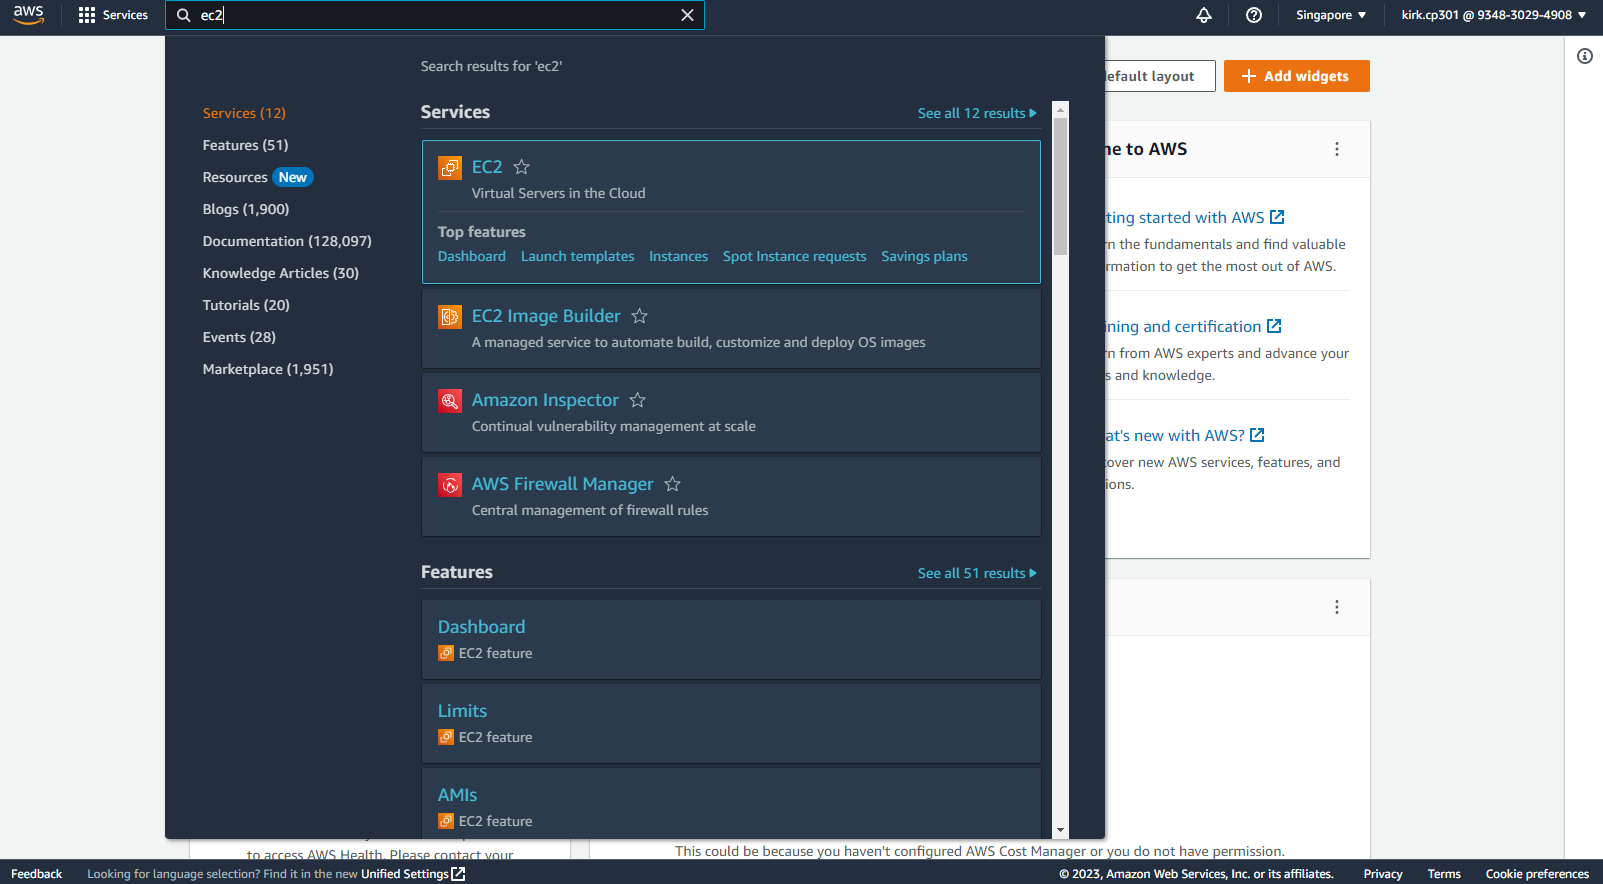 aws
Services
ec2
Singapore
kirk.cp301 @ 9348-3029-4908
Search results for 'ec2'
Services (12)
Features (51)
Resources New
Blogs (1,900)
Documentation (128,097)
Knowledge Articles (30)
Tutorials (20)
Events (28)
Marketplace (1,951)
Services
See all 12 results
EC2
Virtual Servers in the Cloud
Top features
Dashboard Launch templates Instances Spot Instance requests Savings plans
EC2 Image Builder
A managed service to automate build, customize and deploy OS images
Amazon Inspector
Continual vulnerability management at scale
AWS Firewall Manager
Central management of firewall rules
Features
See all 51 results
Dashboard
EC2 feature
Limits
EC2 feature
AMIs
EC2 feature
efault layout
Add widgets
ne to AWS
ting started with AWS
n the fundamentals and find valuable
rmation to get the most out of AWS.
ining and certification
n from AWS experts and advance your
s and knowledge.
at's new with AWS?
cover new AWS services, features, and
ions.
to access AWS Health. Please contact your
This could be because you haven't configured AWS Cost Manager or you do not have permission.
Feedback
Looking for language selection? Find it in the new Unified Settings
© 2023, Amazon Web Services, Inc. or its affiliates.
Privacy
Terms
Cookie preferences